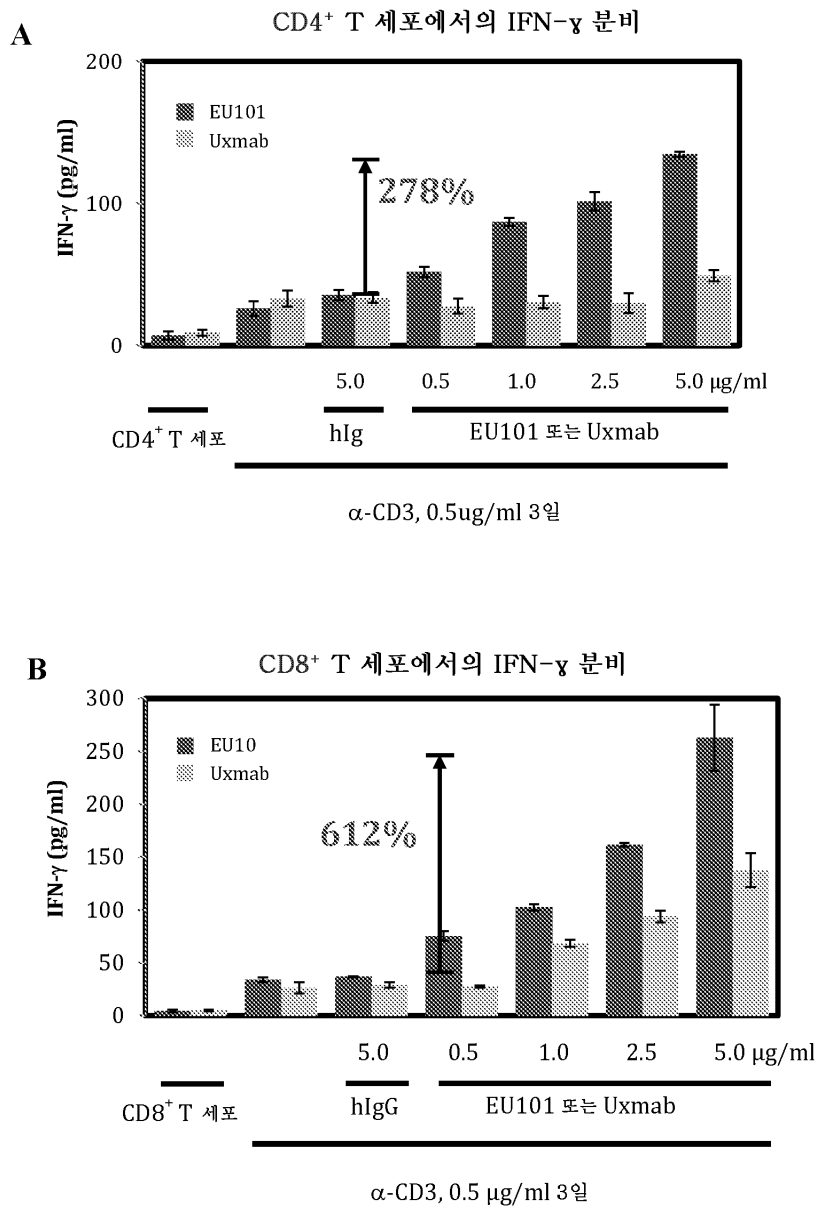 A
CD4⁺ T 세포에서의 IFN-ɣ 분비
200
EU101
Uxmab
278%
100
0
IFN-γ (pg/ml)
5.0 0.5 1.0 2.5 5.0 µg/ml
CD4⁺ T 세포 hIg EU101 또는 Uxmab
α-CD3, 0.5ug/ml 3일
B
CD8⁺ T 세포에서의 IFN-ɣ 분비
300
EU10
Uxmab
250
200
612%
150
100
50
0
IFN-γ (pg/ml)
5.0 0.5 1.0 2.5 5.0 µg/ml
CD8⁺ T 세포 hIgG EU101 또는 Uxmab
α-CD3, 0.5 µg/ml 3일